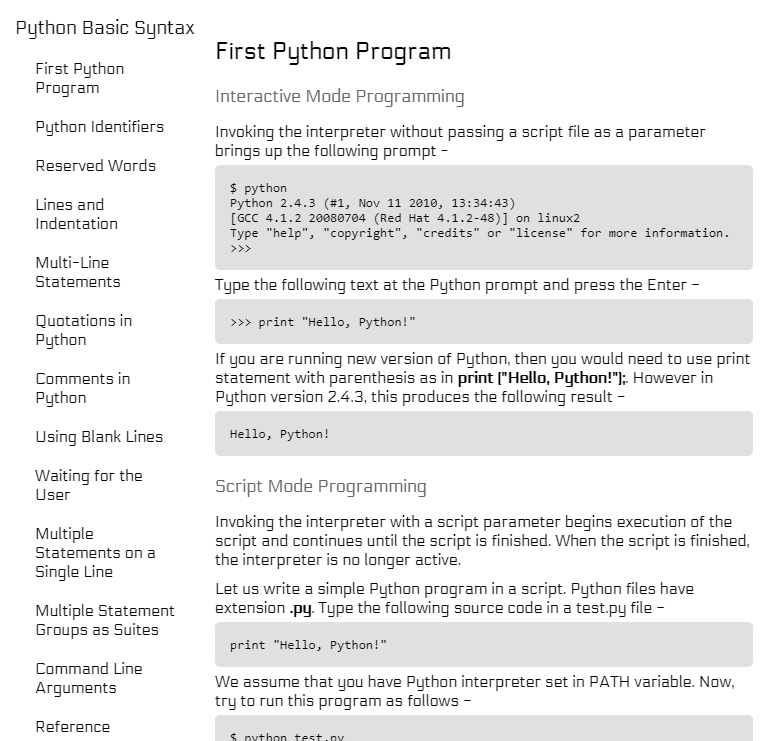 Python Basic Syntax
First Python
Program
Python Identifiers
Reserved Words
Lines and
Indentation
Multi-Line
Statements
Quotations in
Python
Comments in
Python
Using Blank Lines
Waiting for the
User
Multiple
Statements on a
Single Line
Multiple Statement
Groups as Suites
Command Line
Arguments
Reference
First Python Program
Interactive Mode Programming
Invoking the interpreter without passing a script file as a parameter
brings up the following prompt −
$ python
Python 2.4.3 (#1, Nov 11 2010, 13:34:43)
[GCC 4.1.2 20080704 (Red Hat 4.1.2-48)] on linux2
Type "help", "copyright", "credits" or "license" for more information.
>>>
Type the following text at the Python prompt and press the Enter −
>>> print "Hello, Python!"
If you are running new version of Python, then you would need to use print
statement with parenthesis as in print ("Hello, Python!");. However in
Python version 2.4.3, this produces the following result −
Hello, Python!
Script Mode Programming
Invoking the interpreter with a script parameter begins execution of the
script and continues until the script is finished. When the script is finished,
the interpreter is no longer active.
Let us write a simple Python program in a script. Python files have
extension .py. Type the following source code in a test.py file −
print "Hello, Python!"
We assume that you have Python interpreter set in PATH variable. Now,
try to run this program as follows −
$ python test.py